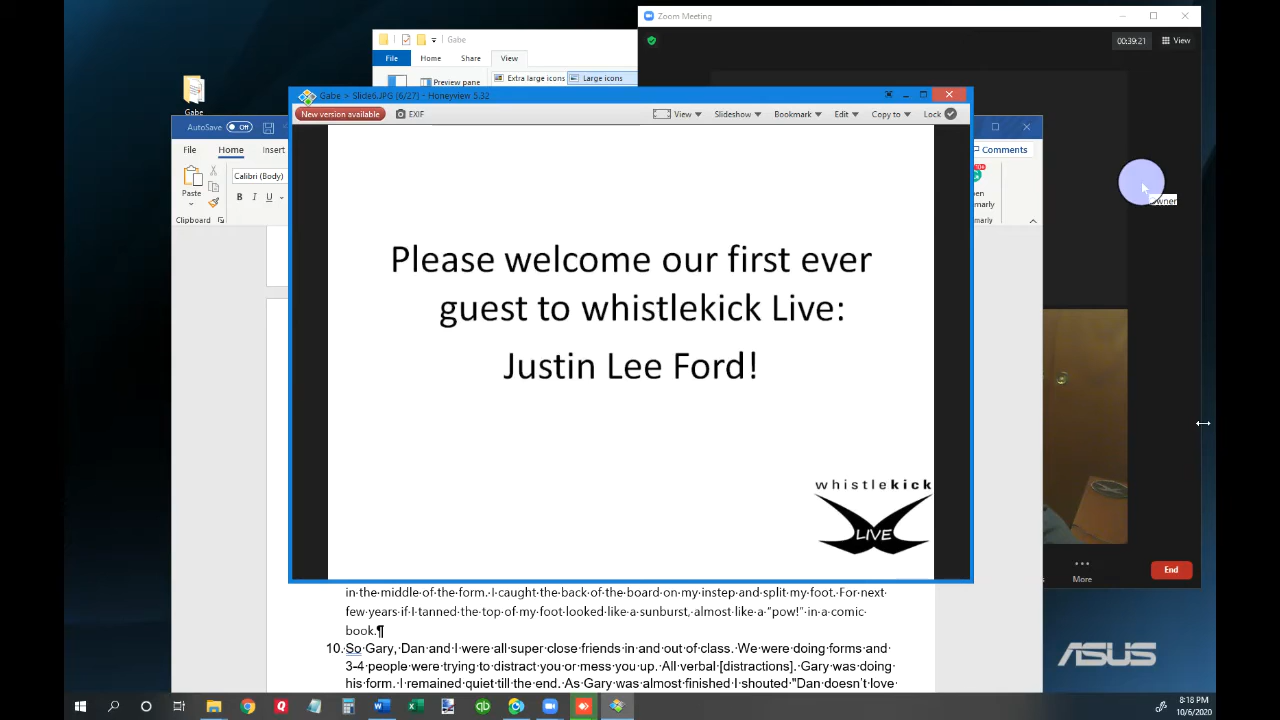 Zoom Meeting
00:39:21
View
Gabe
File
Home
Share
View
Preview pane
Extra large icons
Large icons
Gabe
Gabe > Slide6.JPG (6/27) - Honeyview 5.32
New version available
EXIF
View
Slideshow
Bookmark
Edit
Copy to
Lock
AutoSave
Off
File
Home
Insert
Comments
Paste
Calibri (Body)
B
I
U
Clipboard
Owner
Please welcome our first ever
guest to whistlekick Live:
Justin Lee Ford!
whistlekick
LIVE
More
End
in the middle of the form. I caught the back of the board on my instep and split my foot. For next
few years if I tanned the top of my foot looked like a sunburst, almost like a “pow!” in a comic
book.¶
10. So Gary, Dan and I were all super close friends in and out of class. We were doing forms and
3-4 people were trying to distract you or mess you up. All verbal [distractions]. Gary was doing
his form. I remained quiet till the end. As Gary was almost finished I shouted "Dan doesn't love
ASUS
8:18 PM
10/6/2020